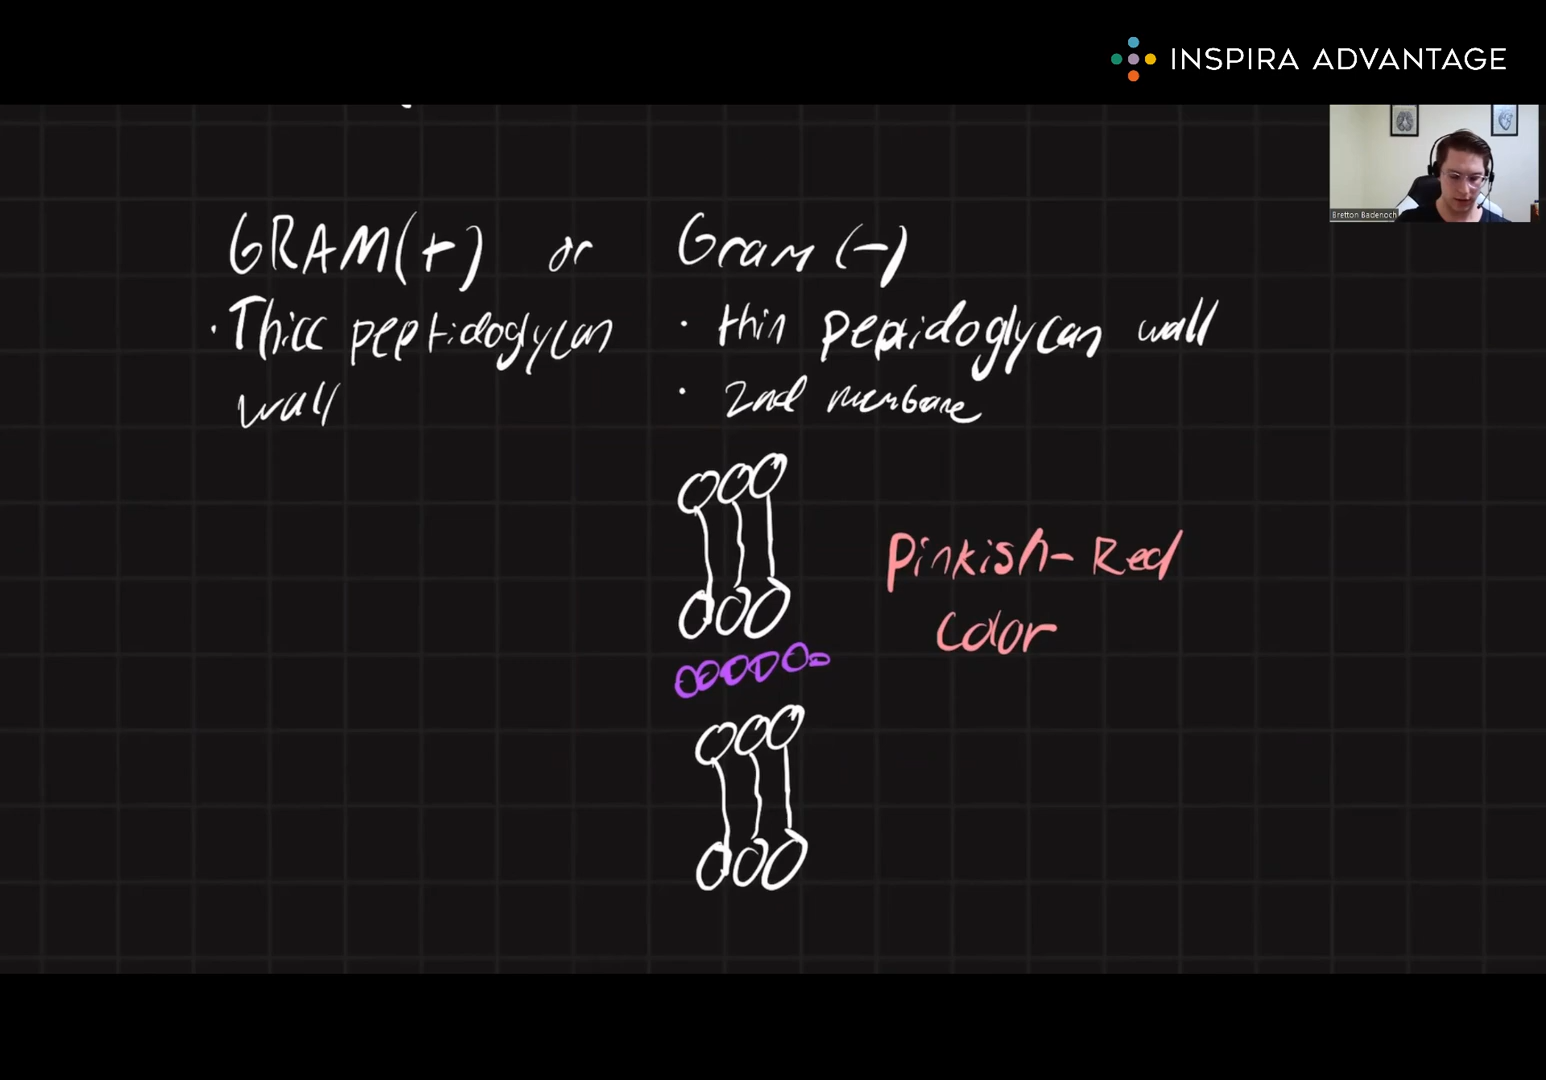 INSPIRA ADVANTAGE
Bretton Badenoch
GRAM(+) or Gram (-)
· Thicc peptidoglycan wall
· thin peptidoglycan wall
· 2nd membrane
Pinkish-Red
Color